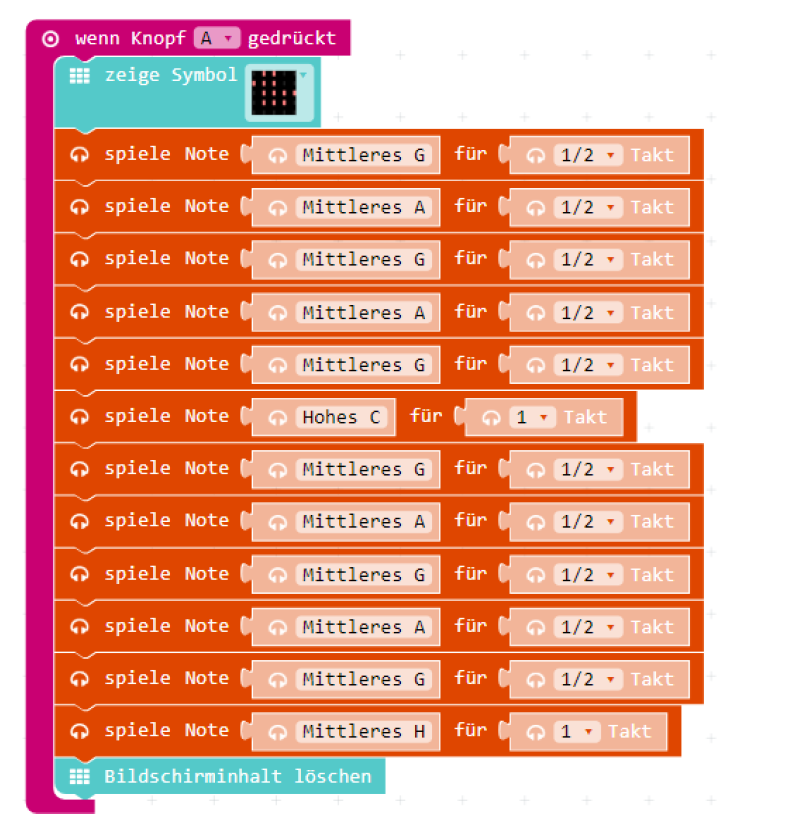 wenn Knopf A gedrückt
zeige Symbol
spiele Note Mittleres G für 1/2 Takt
spiele Note Mittleres A für 1/2 Takt
spiele Note Mittleres G für 1/2 Takt
spiele Note Mittleres A für 1/2 Takt
spiele Note Mittleres G für 1/2 Takt
spiele Note Hohes C für 1 Takt
spiele Note Mittleres G für 1/2 Takt
spiele Note Mittleres A für 1/2 Takt
spiele Note Mittleres G für 1/2 Takt
spiele Note Mittleres A für 1/2 Takt
spiele Note Mittleres G für 1/2 Takt
spiele Note Mittleres H für 1 Takt
Bildschirminhalt löschen